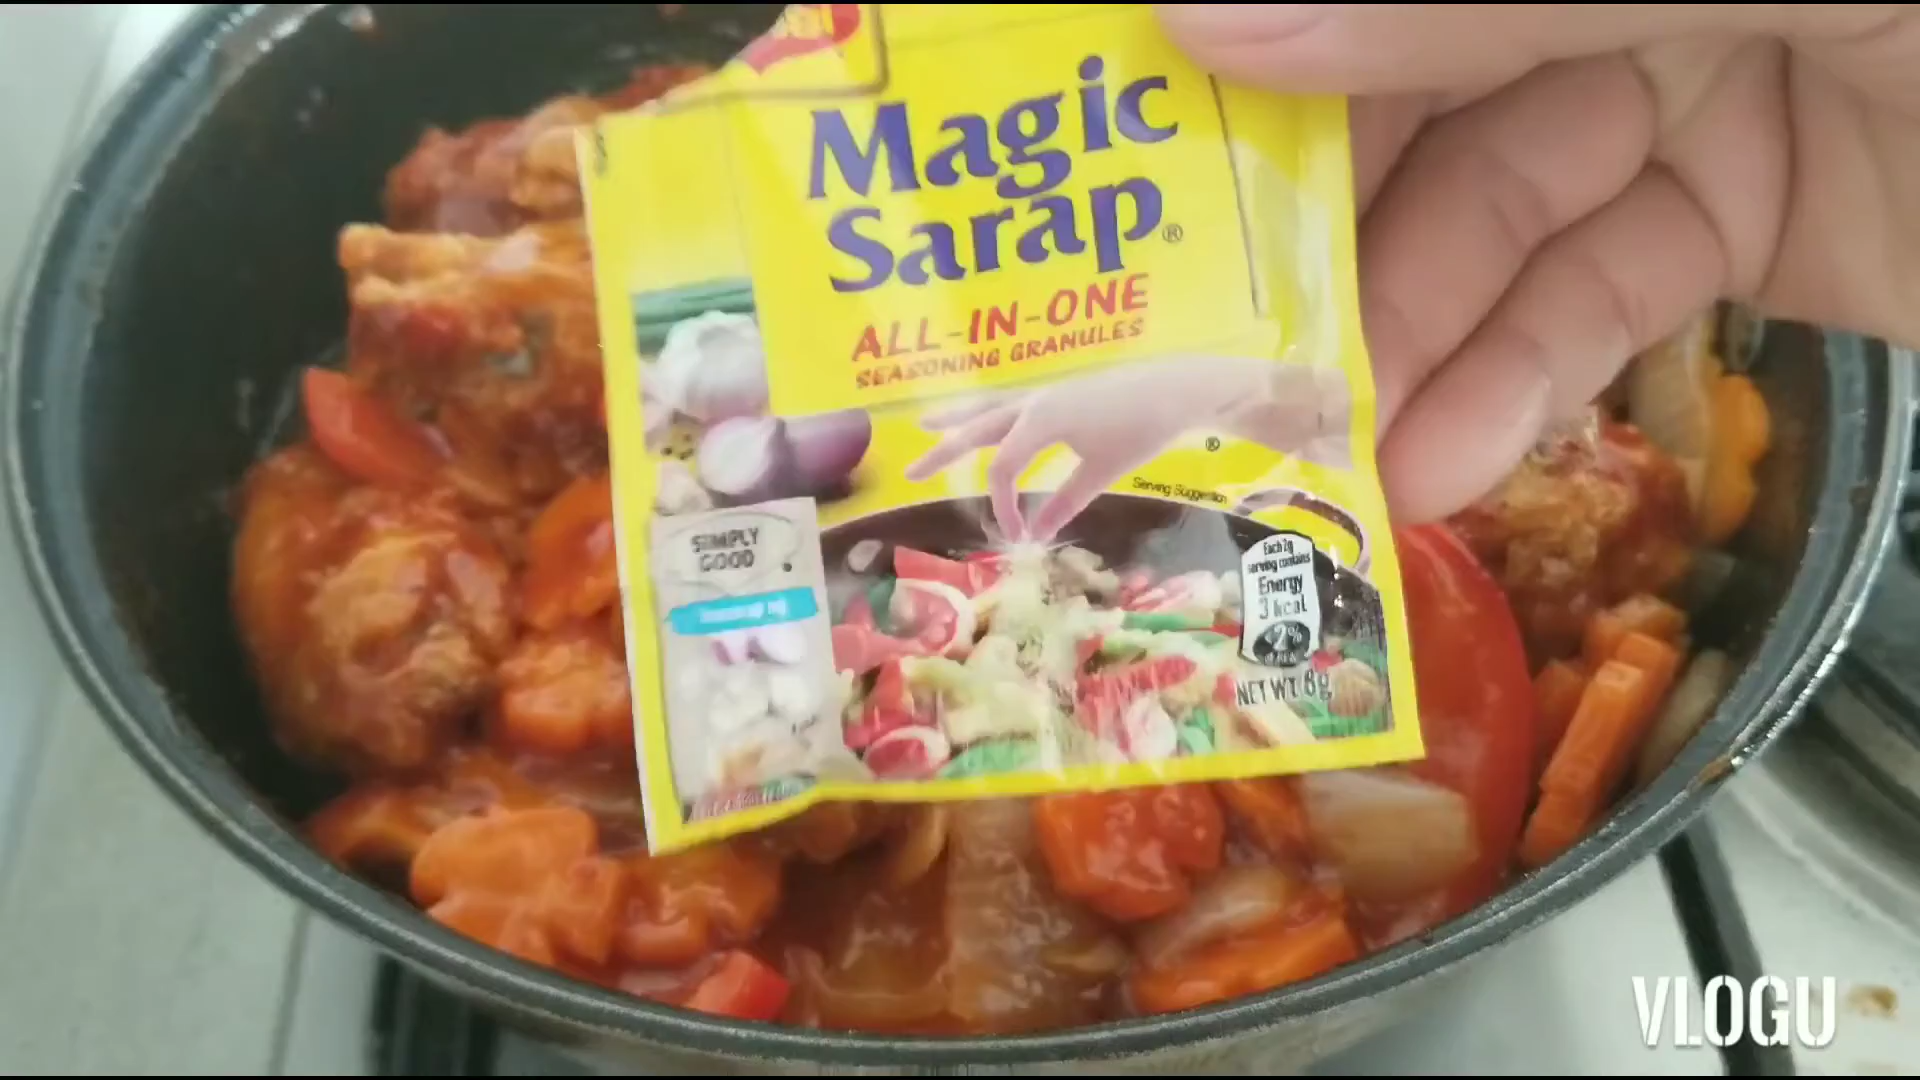 Magic
Sarap®
ALL-IN-ONE
SEASONING GRANULES
®
Serving Suggestion
SIMPLY
GOOD
Each 2g
serving contains
Energy
3 kcal
<2%
NET WT 8g
VLOGU